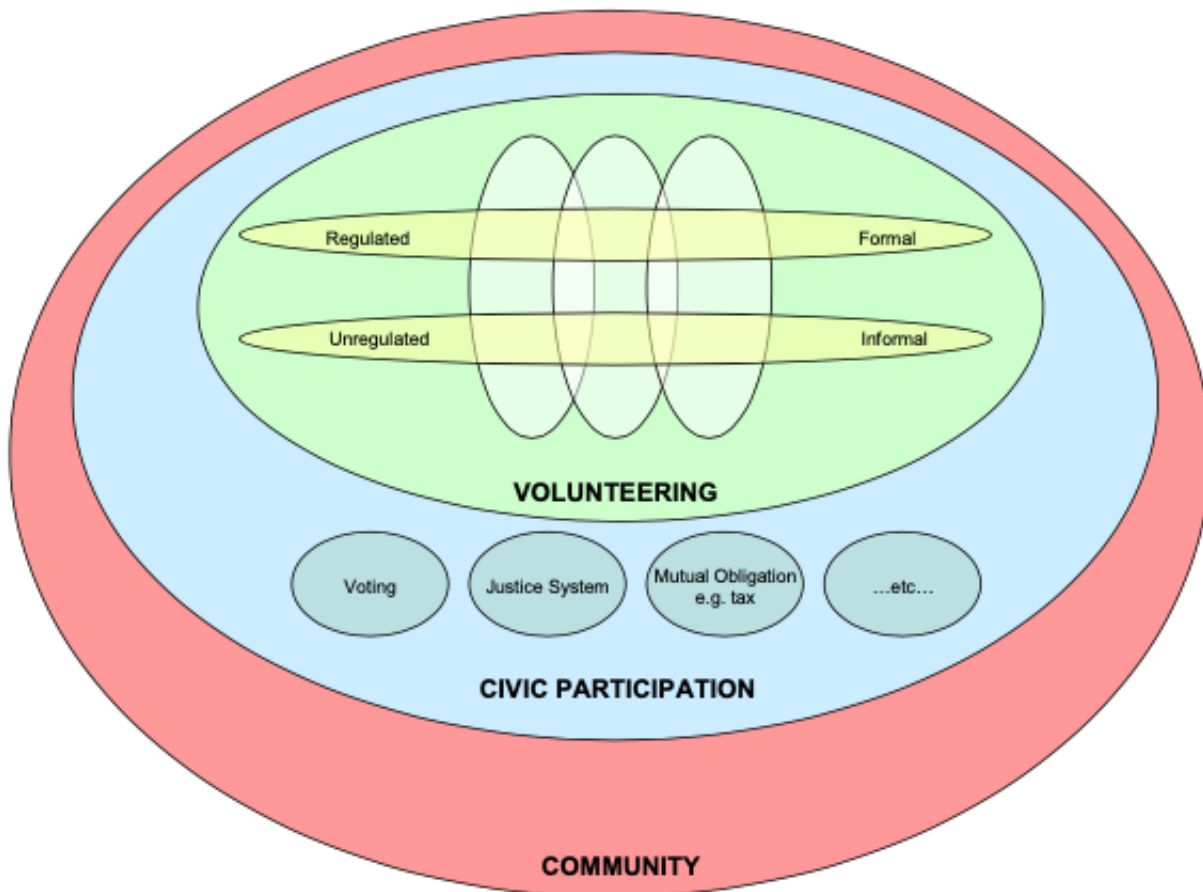 Regulated
Formal
Unregulated
Informal
VOLUNTEERING
Voting
Justice System
Mutual Obligation
e.g. tax
...etc...
CIVIC PARTICIPATION
COMMUNITY